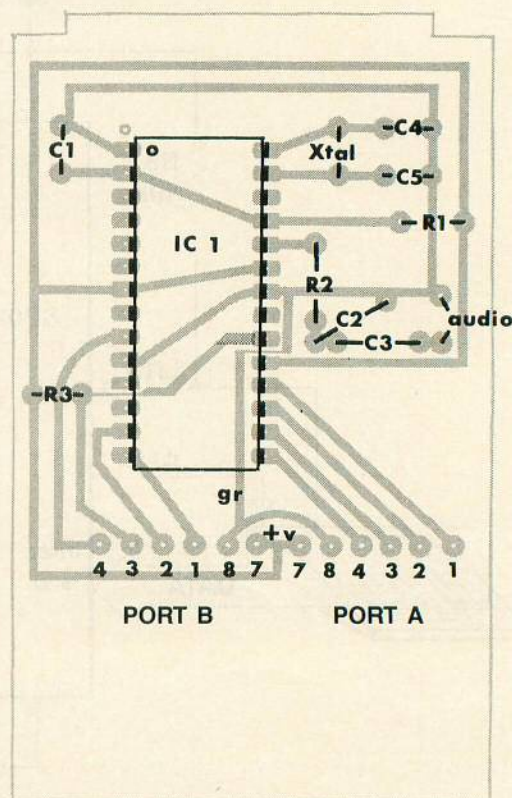 C1
Xtal
C4
C5
R1
IC 1
R2
C2
C3
audio
R3
gr
+v
4 3 2 1 8 7 7 8 4 3 2 1
PORT B PORT A